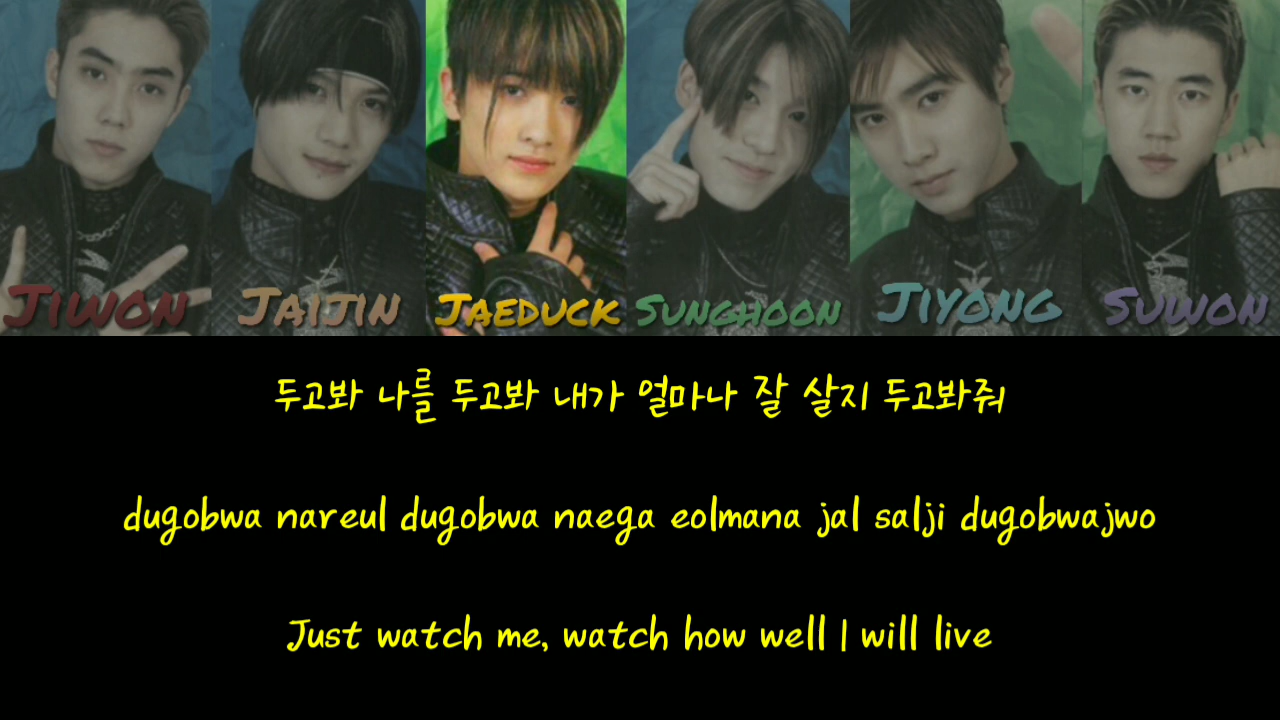 JIWON JAIJIN JAEDUCK SUNGHOON JIYONG SUWON
두고봐 나를 두고봐 내가 얼마나 잘 살지 두고봐줘
dugobwa nareul dugobwa naega eolmana jal salji dugobwajwo
Just watch me, watch how well I will live